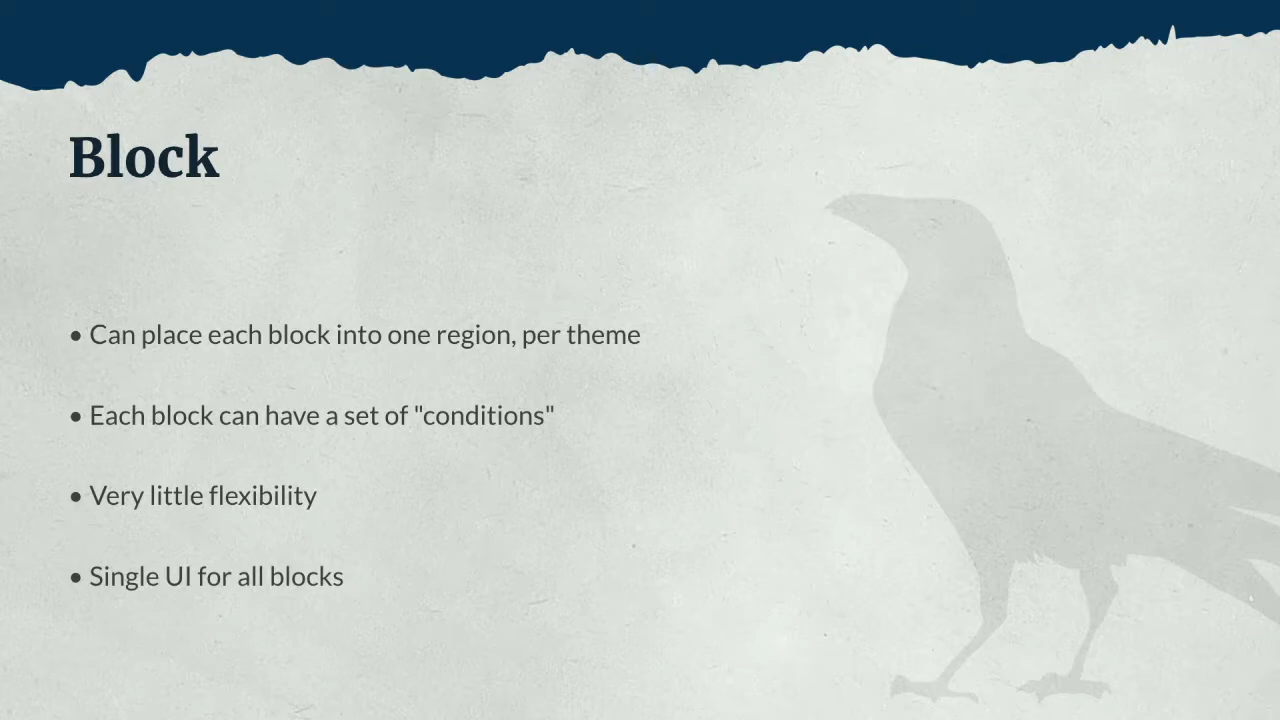 Block
• Can place each block into one region, per theme
• Each block can have a set of "conditions"
• Very little flexibility
• Single UI for all blocks